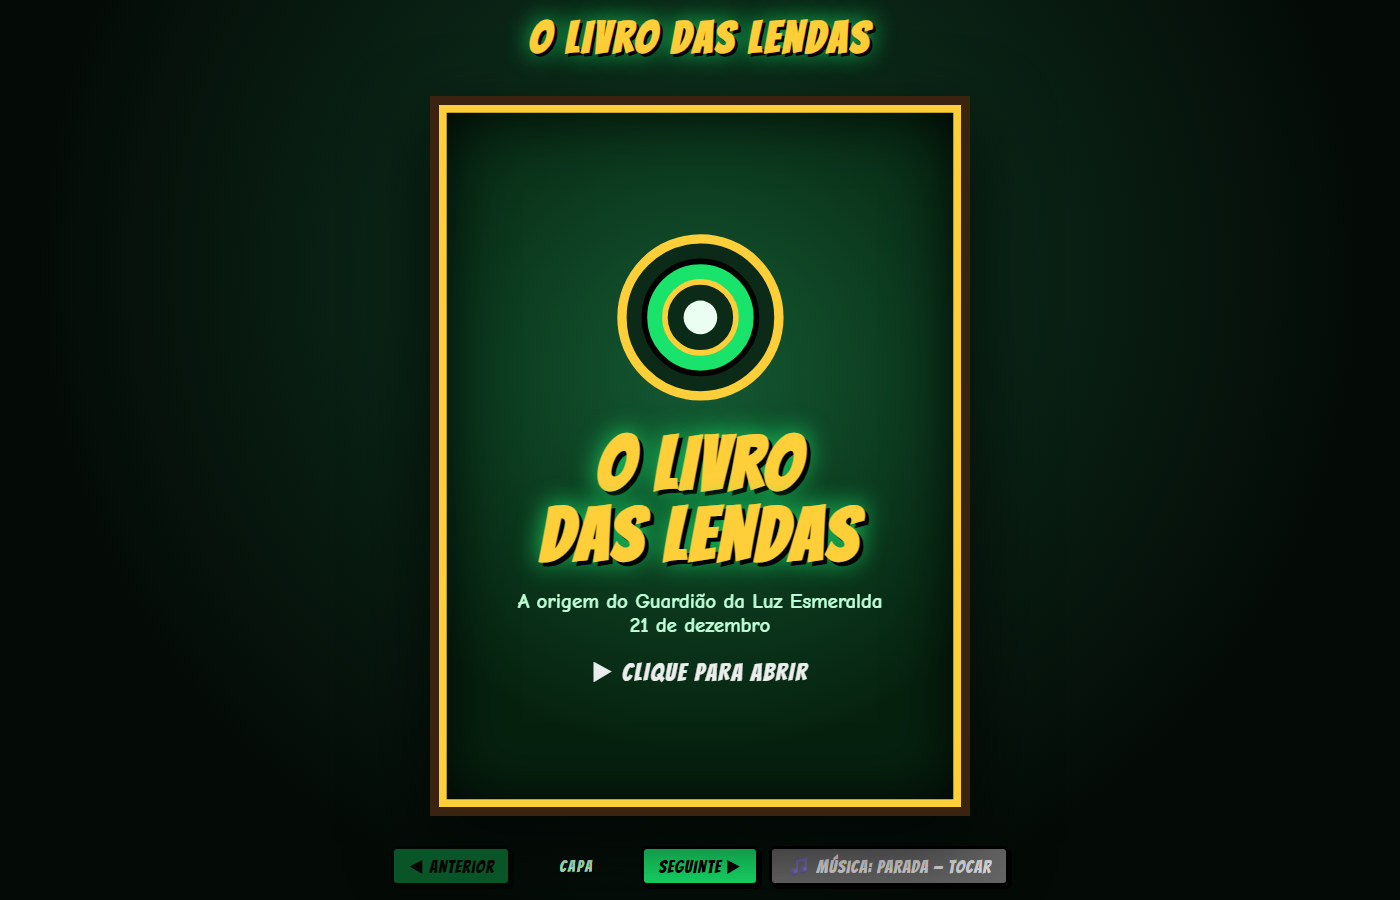 O LIVRO DAS LENDAS
O LIVRO
DAS LENDAS
A origem do Guardião da Luz Esmeralda
21 de dezembro
▶ CLIQUE PARA ABRIR
◀ ANTERIOR
CAPA
SEGUINTE ▶
🎵 MÚSICA: PARADA — TOCAR